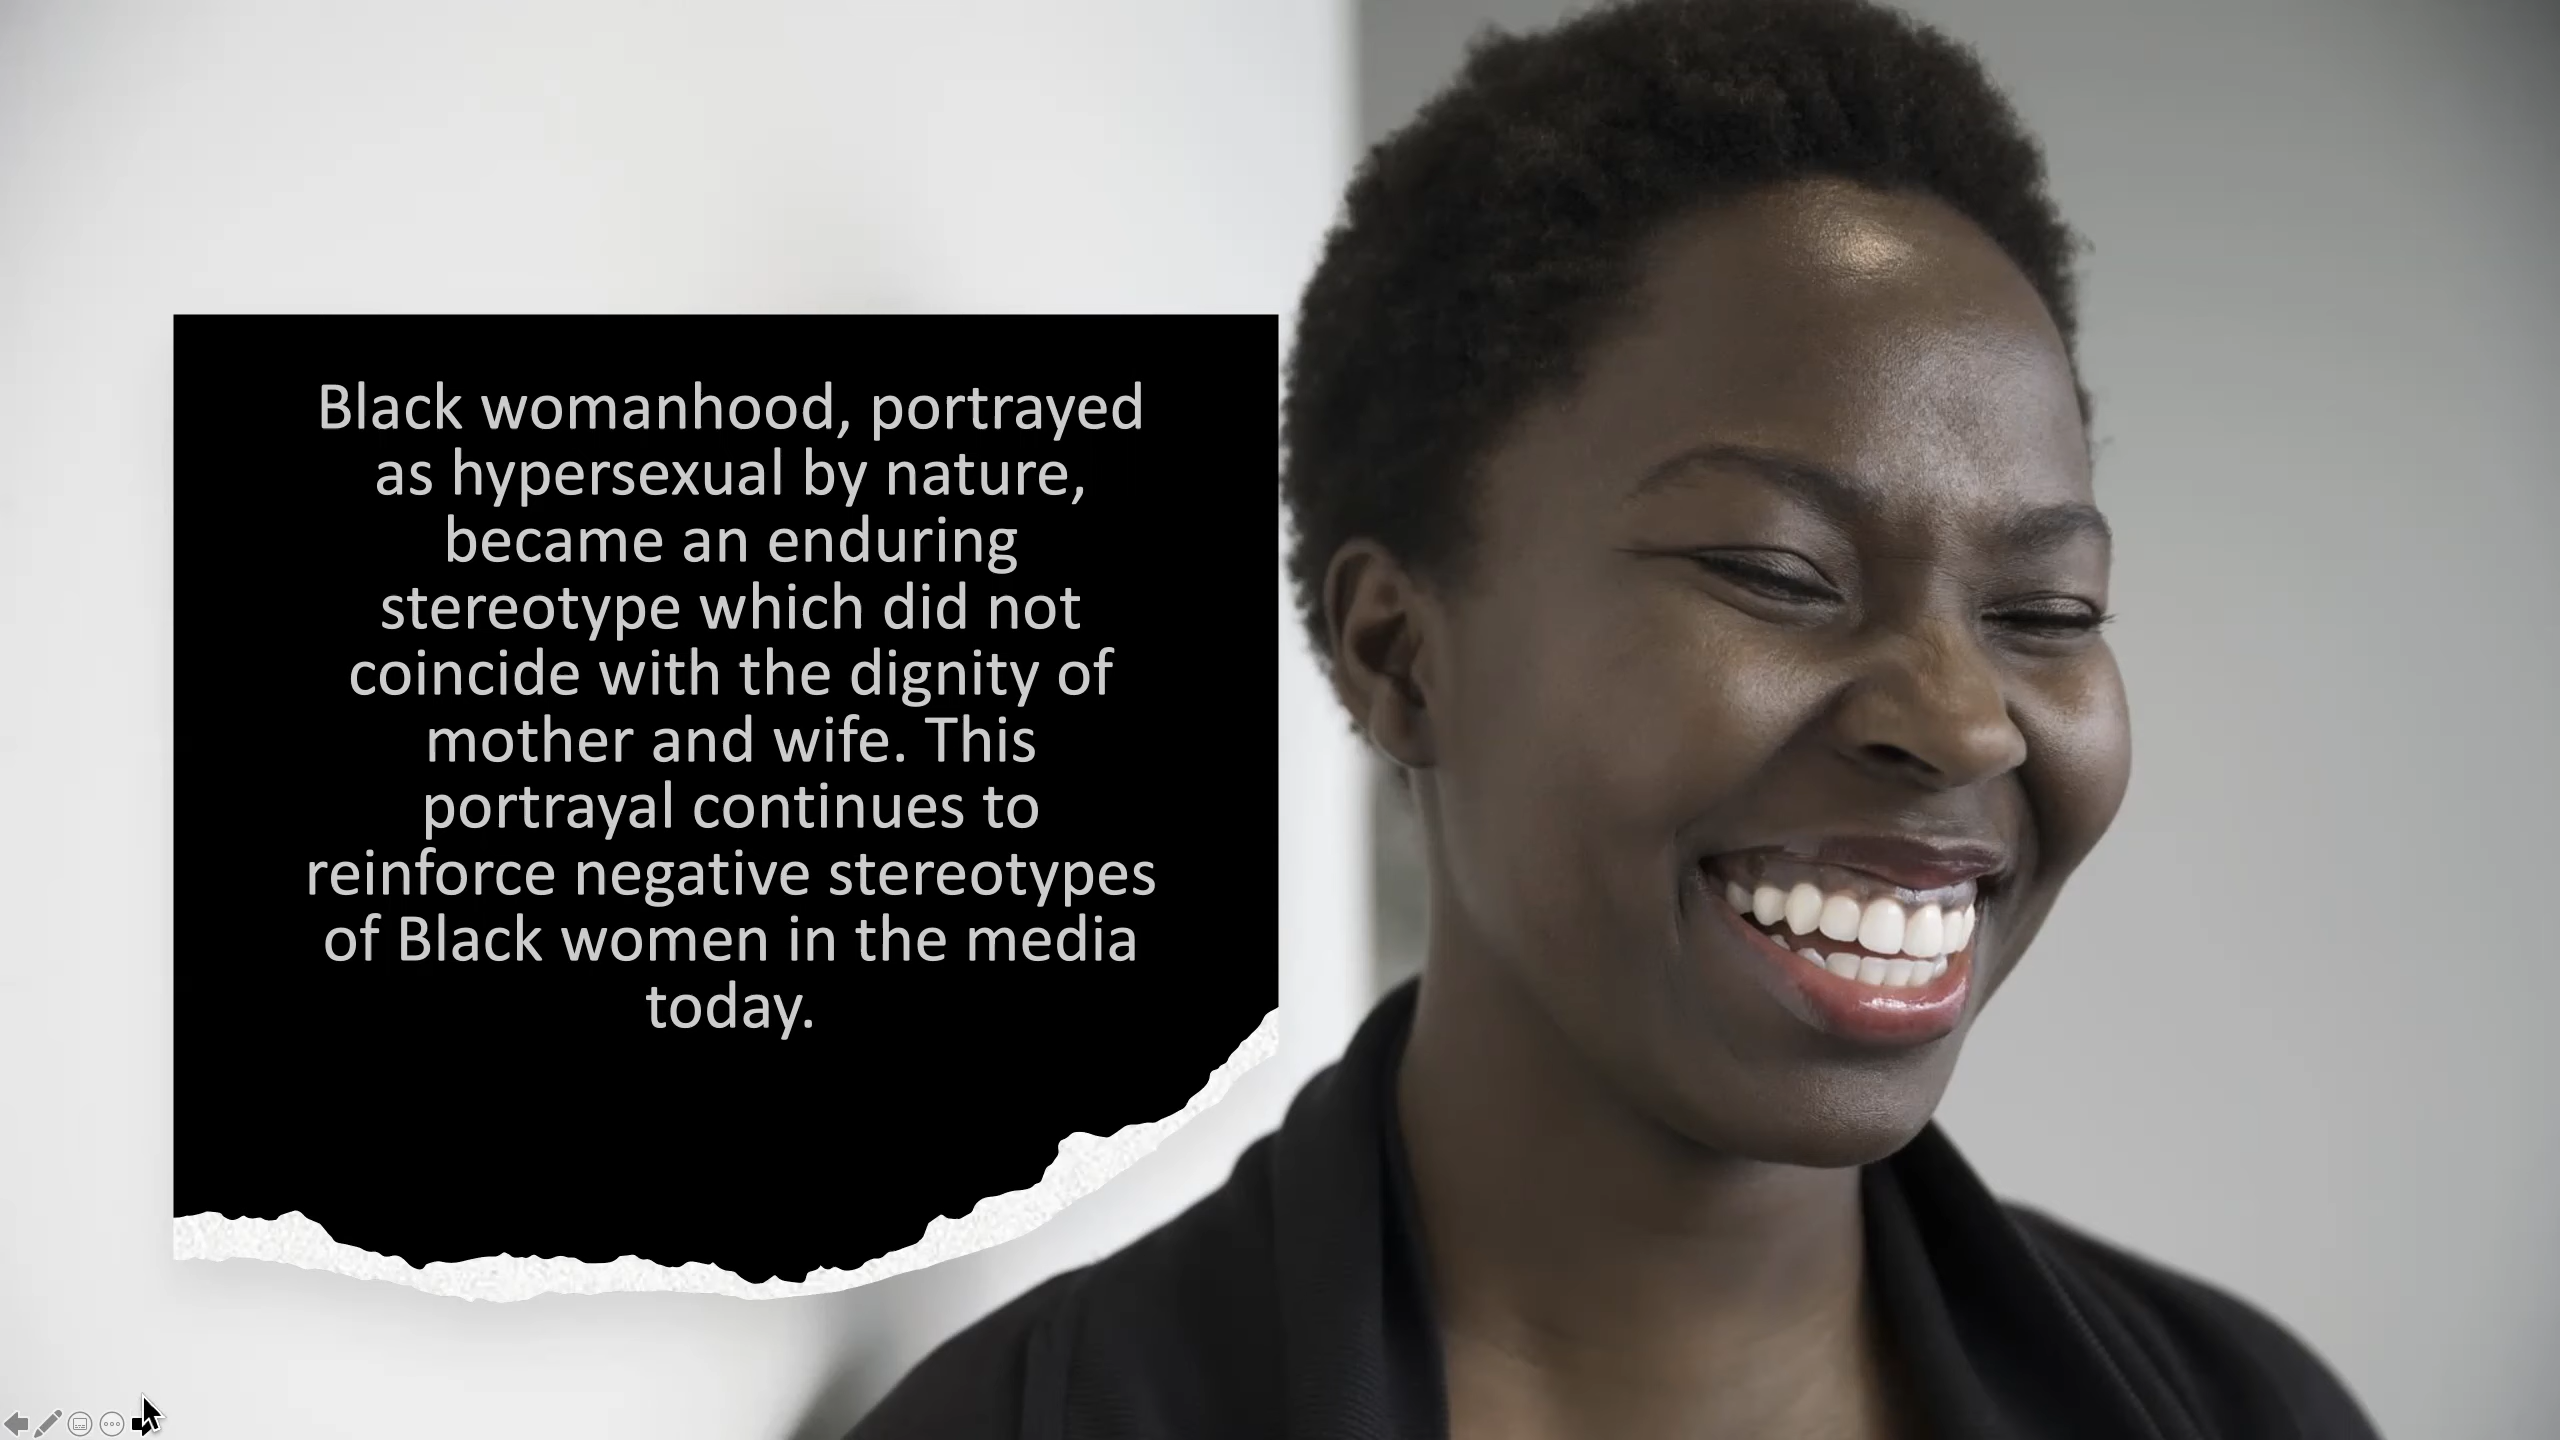 Black womanhood, portrayed
as hypersexual by nature,
became an enduring
stereotype which did not
coincide with the dignity of
mother and wife. This
portrayal continues to
reinforce negative stereotypes
of Black women in the media
today.